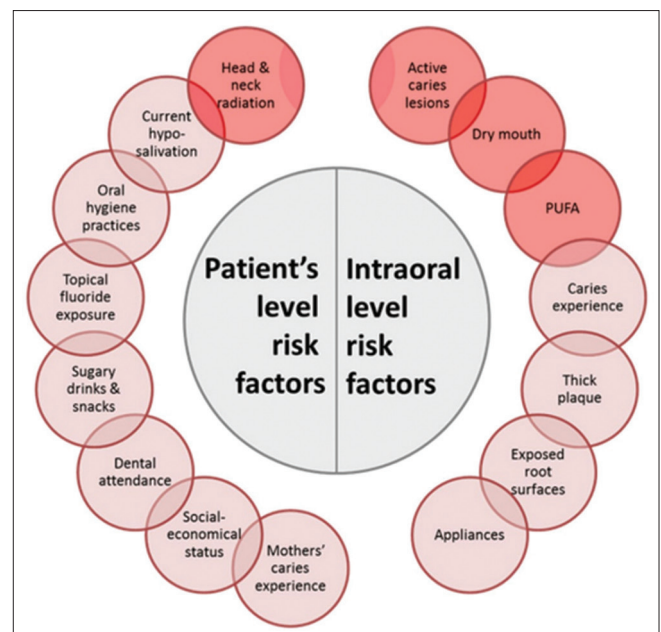 Head &
neck
radiation
Current
hypo-
salivation
Oral
hygiene
practices
Topical
fluoride
exposure
Sugary
drinks &
snacks
Dental
attendance
Social-
economical
status
Mothers'
caries
experience
Patient's
level
risk
factors
Intraoral
level
risk
factors
Active
caries
lesions
Dry mouth
PUFA
Caries
experience
Thick
plaque
Exposed
root
surfaces
Appliances